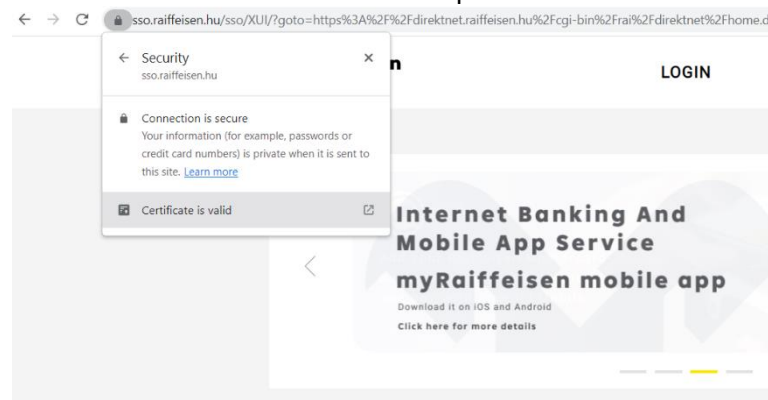 sso.raiffeisen.hu/sso/XUI/?goto=https%3A%2F%2Fdirektnet.raiffeisen.hu%2Fcgi-bin%2Frai%2Fdirektnet%2Fhome.d
Security
sso.raiffeisen.hu
n
LOGIN
Connection is secure
Your information (for example, passwords or
credit card numbers) is private when it is sent to
this site. Learn more
Certificate is valid
Internet Banking And
Mobile App Service
myRaiffeisen mobile app
Download it on iOS and Android
Click here for more details